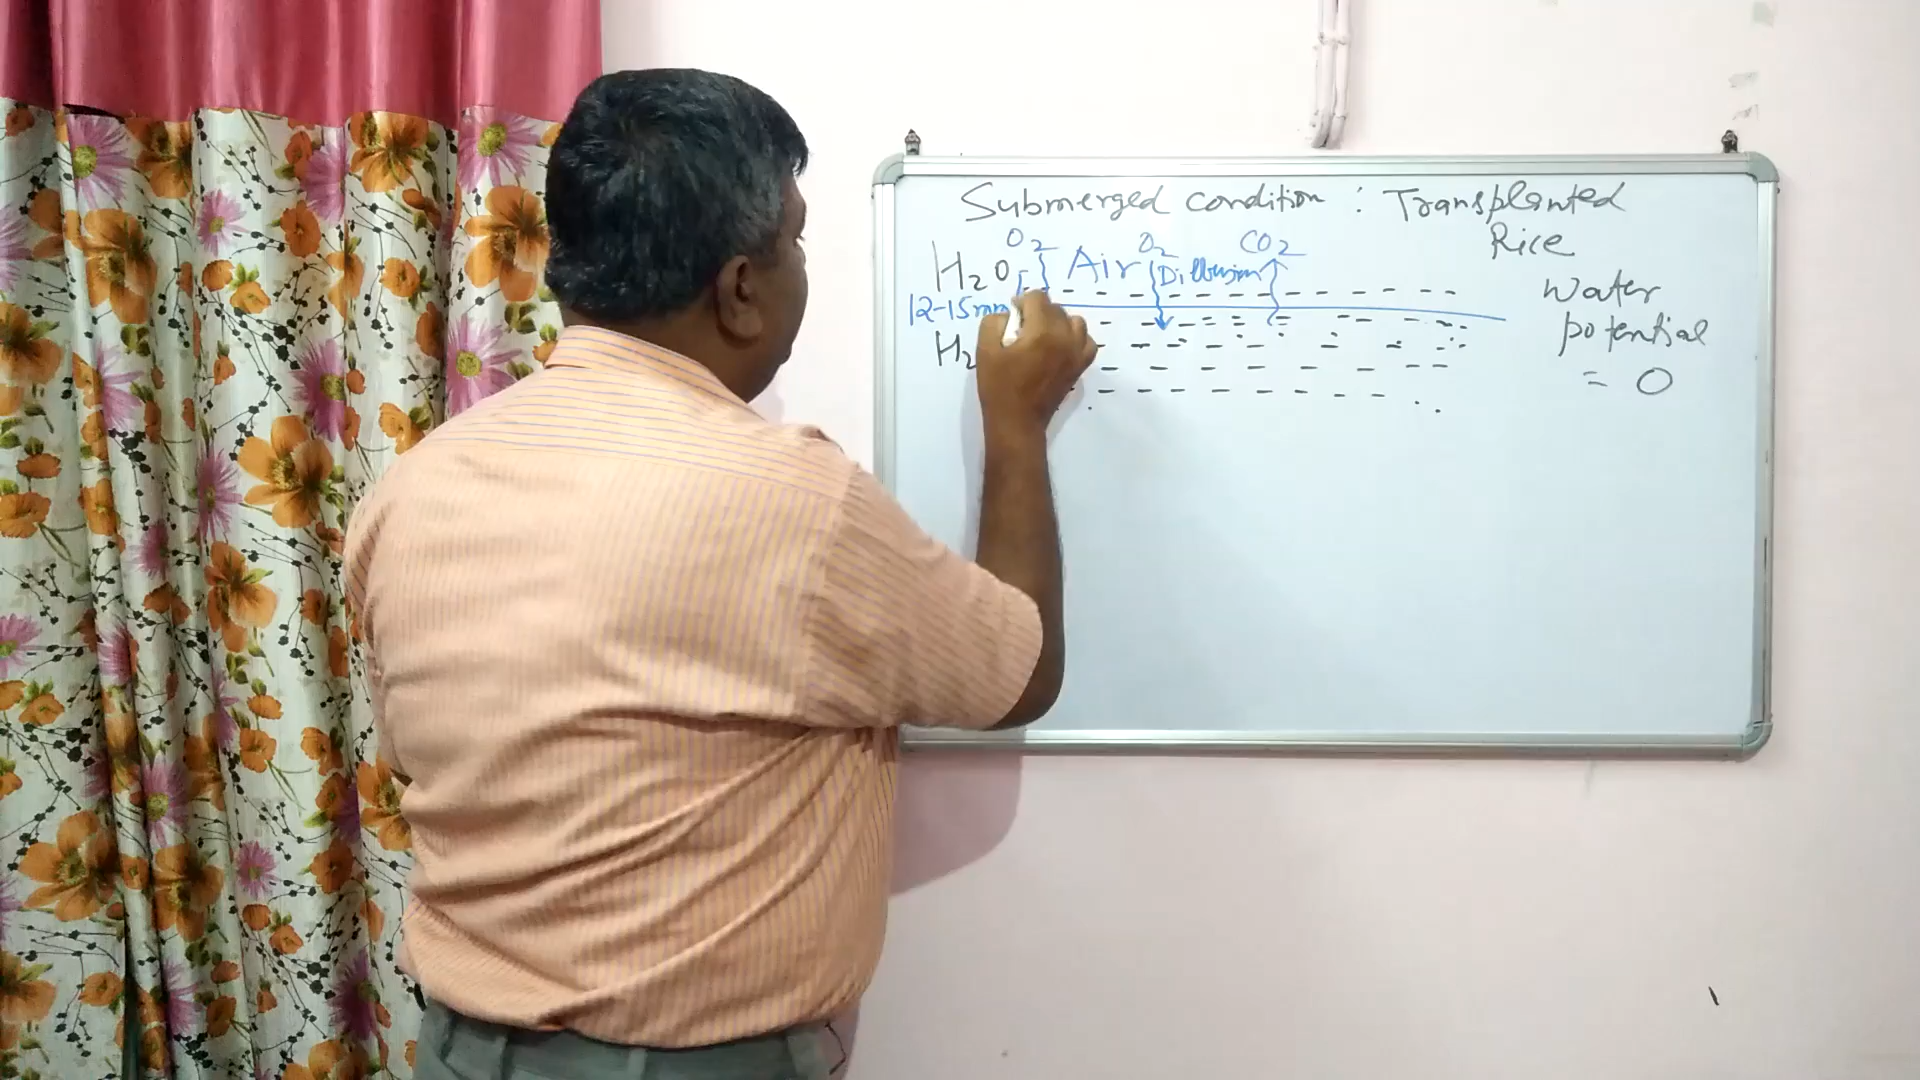 Submerged condition : Transplanted
Rice
O2 Air O2 Diffusion CO2
H2O
12-15mm
H2
Water
potential
= 0